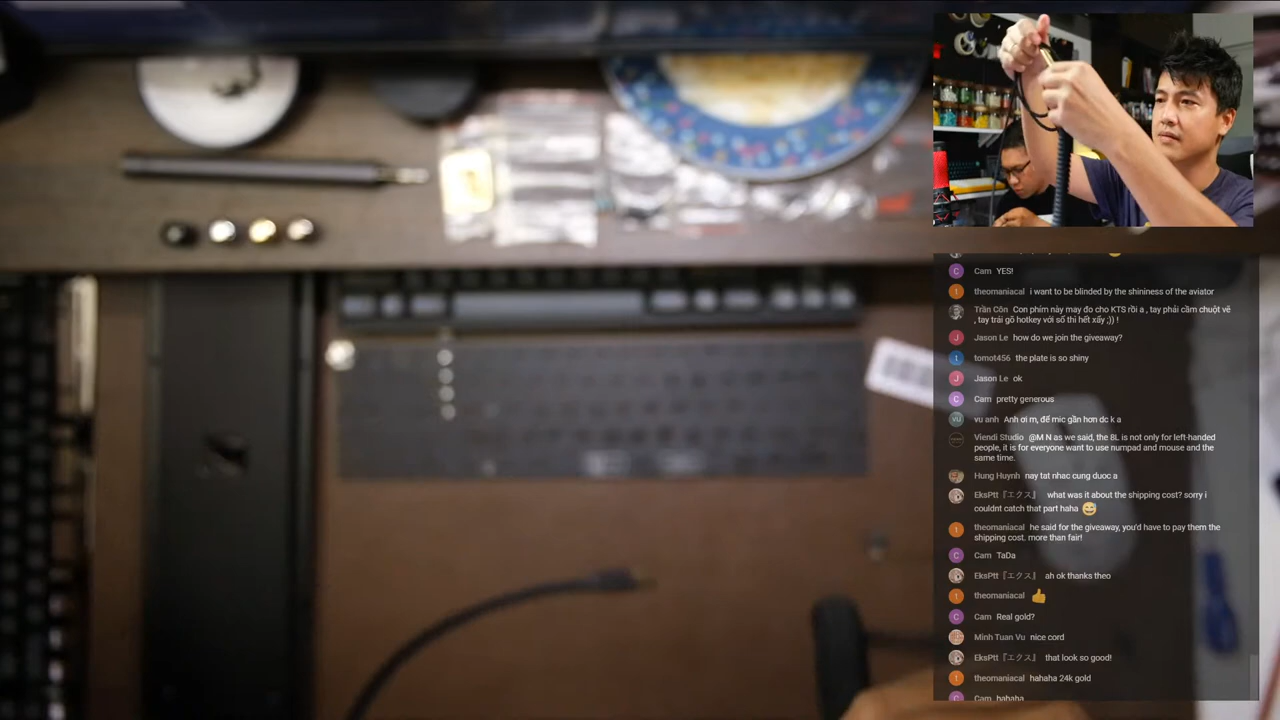 C Cam YES!
t theomaniacal i want to be blinded by the shininess of the aviator
Trần Côn Con phím này may đo cho KTS rồi a , tay phải cầm chuột vẽ
, tay trái gõ hotkey với số thì hết xẩy ;)) !
J Jason Le how do we join the giveaway?
t tomot456 the plate is so shiny
J Jason Le ok
C Cam pretty generous
vu vu anh Anh ơi m, để mic gần hơn dc k a
Viendi Studio @M N as we said, the 8L is not only for left-handed
people, it is for everyone want to use numpad and mouse and the
same time.
Hung Huynh nay tat nhac cung duoc a
EksPtt『エクス』 what was it about the shipping cost? sorry i
couldnt catch that part haha 😅
t theomaniacal he said for the giveaway, you'd have to pay them the
shipping cost. more than fair!
C Cam TaDa
EksPtt『エクス』 ah ok thanks theo
t theomaniacal 👍
C Cam Real gold?
Minh Tuan Vu nice cord
EksPtt『エクス』 that look so good!
t theomaniacal hahaha 24k gold
C Cam hahaha